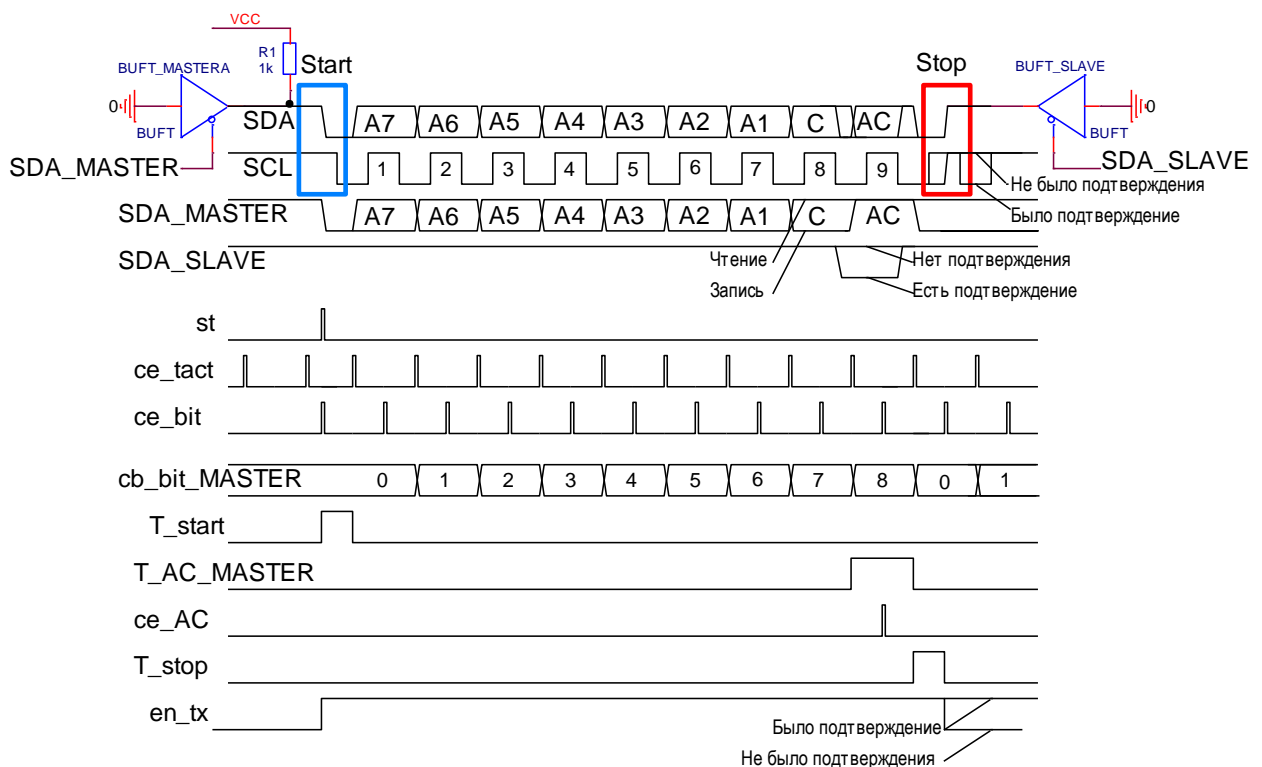 VCC
R1
1k
Start
Stop
BUFT_MASTERA
BUFT_SLAVE
0
0
BUFT
BUFT
SDA
A7 A6 A5 A4 A3 A2 A1 C AC
SDA_MASTER
SCL
1 2 3 4 5 6 7 8 9
SDA_SLAVE
Не было подтверждения
SDA_MASTER
A7 A6 A5 A4 A3 A2 A1 C AC
Было подтверждение
SDA_SLAVE
Чтение
Нет подтверждения
Запись
Есть подтверждение
st
ce_tact
ce_bit
cb_bit_MASTER
0 1 2 3 4 5 6 7 8 0 1
T_start
T_AC_MASTER
ce_AC
T_stop
en_tx
Было подтверждение
Не было подтверждения